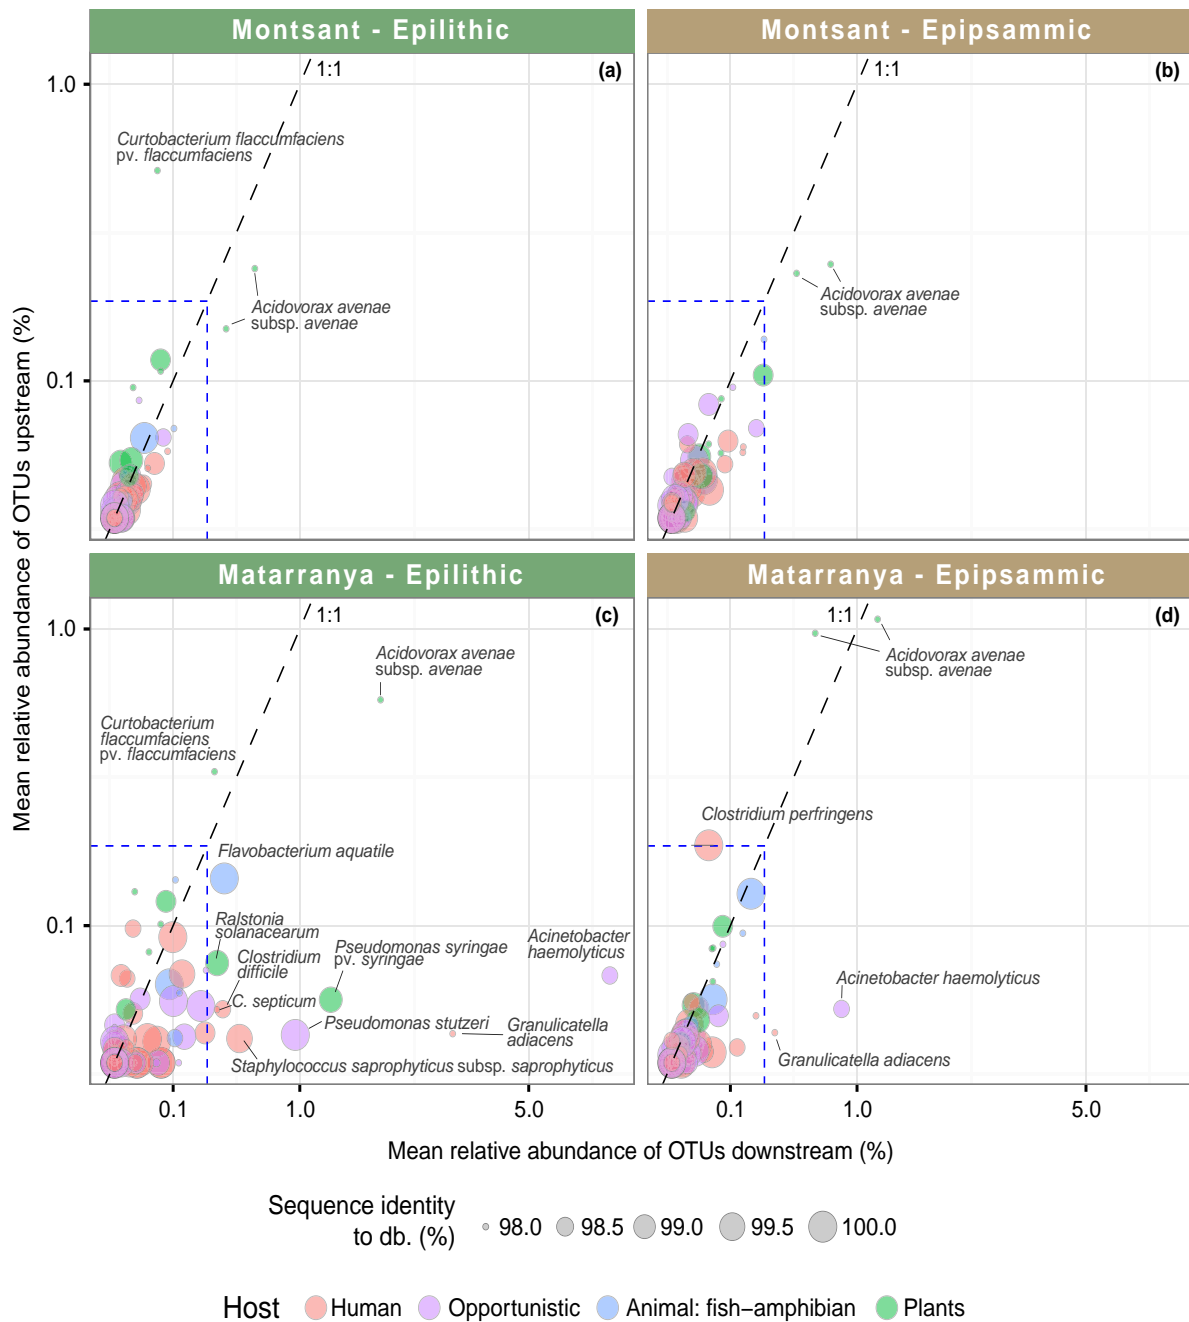 Montsant - Epilithic
Montsant - Epipsammic
1:1
(a)
1:1
(b)
1.0
0.1
Curtobacterium flaccumfaciens
pv. flaccumfaciens
Acidovorax avenae
subsp. avenae
Acidovorax avenae
subsp. avenae
Mean relative abundance of OTUs upstream (%)
Matarranya - Epilithic
Matarranya - Epipsammic
1:1
(c)
1:1
(d)
1.0
0.1
Acidovorax avenae
subsp. avenae
Curtobacterium
flaccumfaciens
pv. flaccumfaciens
Flavobacterium aquatile
Ralstonia
solanacearum
Clostridium
difficile
C. septicum
Pseudomonas syringae
pv. syringae
Acinetobacter
haemolyticus
Pseudomonas stutzeri
Granulicatella
adiacens
Staphylococcus saprophyticus subsp. saprophyticus
Acidovorax avenae
subsp. avenae
Clostridium perfringens
Acinetobacter haemolyticus
Granulicatella adiacens
0.1
1.0
5.0
0.1
1.0
5.0
Mean relative abundance of OTUs downstream (%)
Sequence identity
to db. (%)
98.0
98.5
99.0
99.5
100.0
Host
Human
Opportunistic
Animal: fish−amphibian
Plants